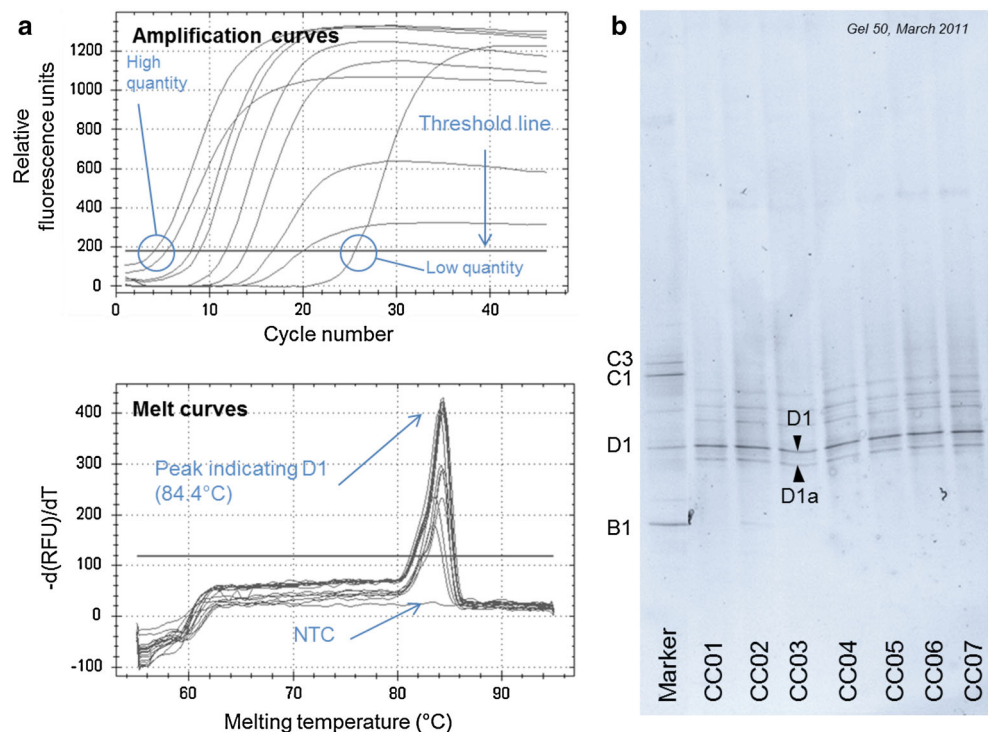 a
Amplification curves
High
quantity
Threshold line
Low quantity
Relative
fluorescence units
1200
1000
800
600
400
200
0
0
10
20
30
40
Cycle number
Melt curves
Peak indicating D1
(84.4°C)
NTC
-d(RFU)/dT
400
300
200
100
0
-100
60
70
80
90
Melting temperature (°C)
b
Gel 50, March 2011
C3
C1
D1
B1
D1
D1a
Marker
CC01
CC02
CC03
CC04
CC05
CC06
CC07